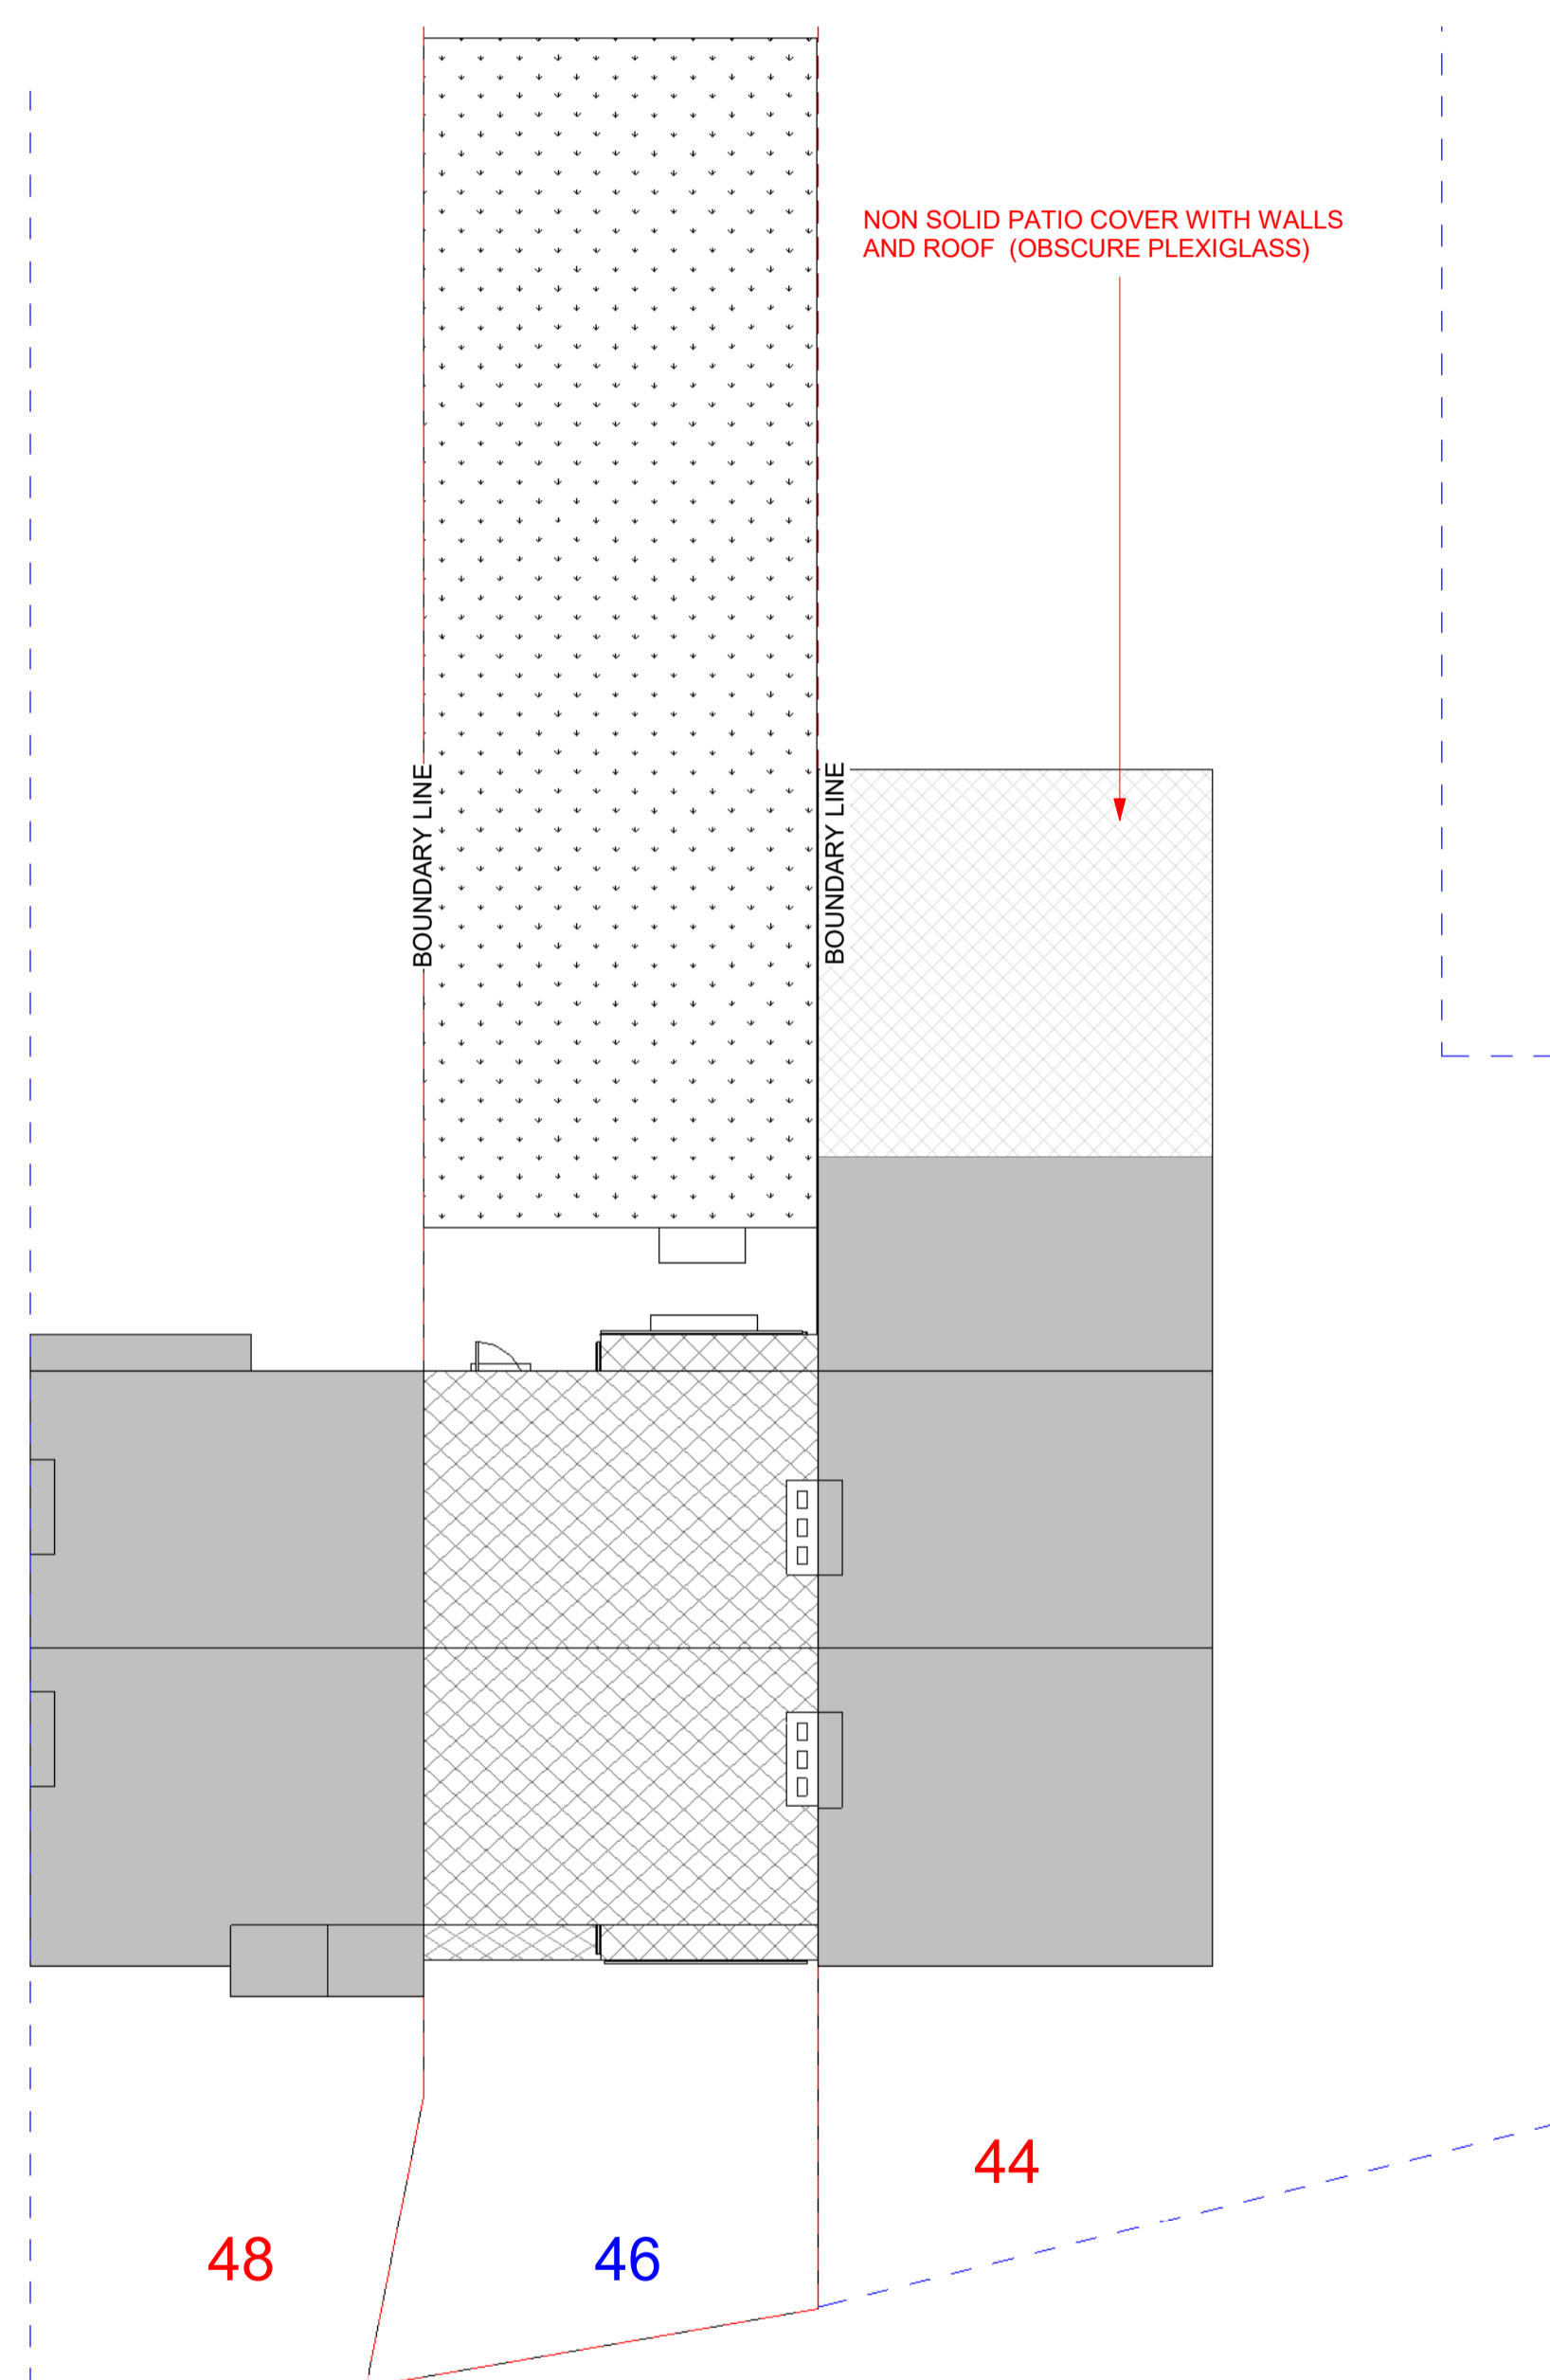 NON SOLID PATIO COVER WITH WALLS
AND ROOF (OBSCURE PLEXIGLASS)
BOUNDARY LINE
BOUNDARY LINE
44
48
46